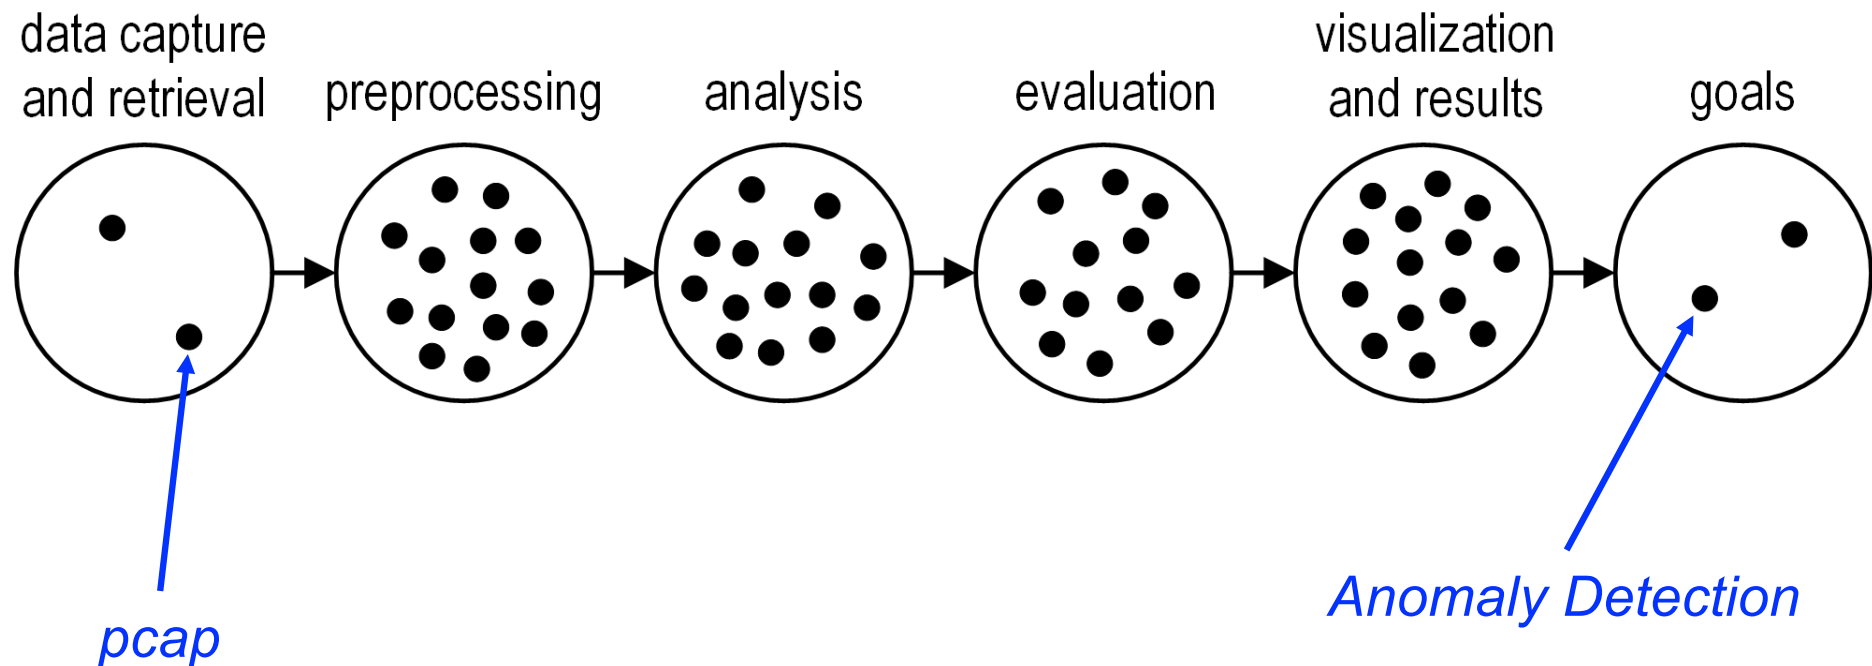 data capture
and retrieval
preprocessing
analysis
evaluation
visualization
and results
goals
pcap
Anomaly Detection